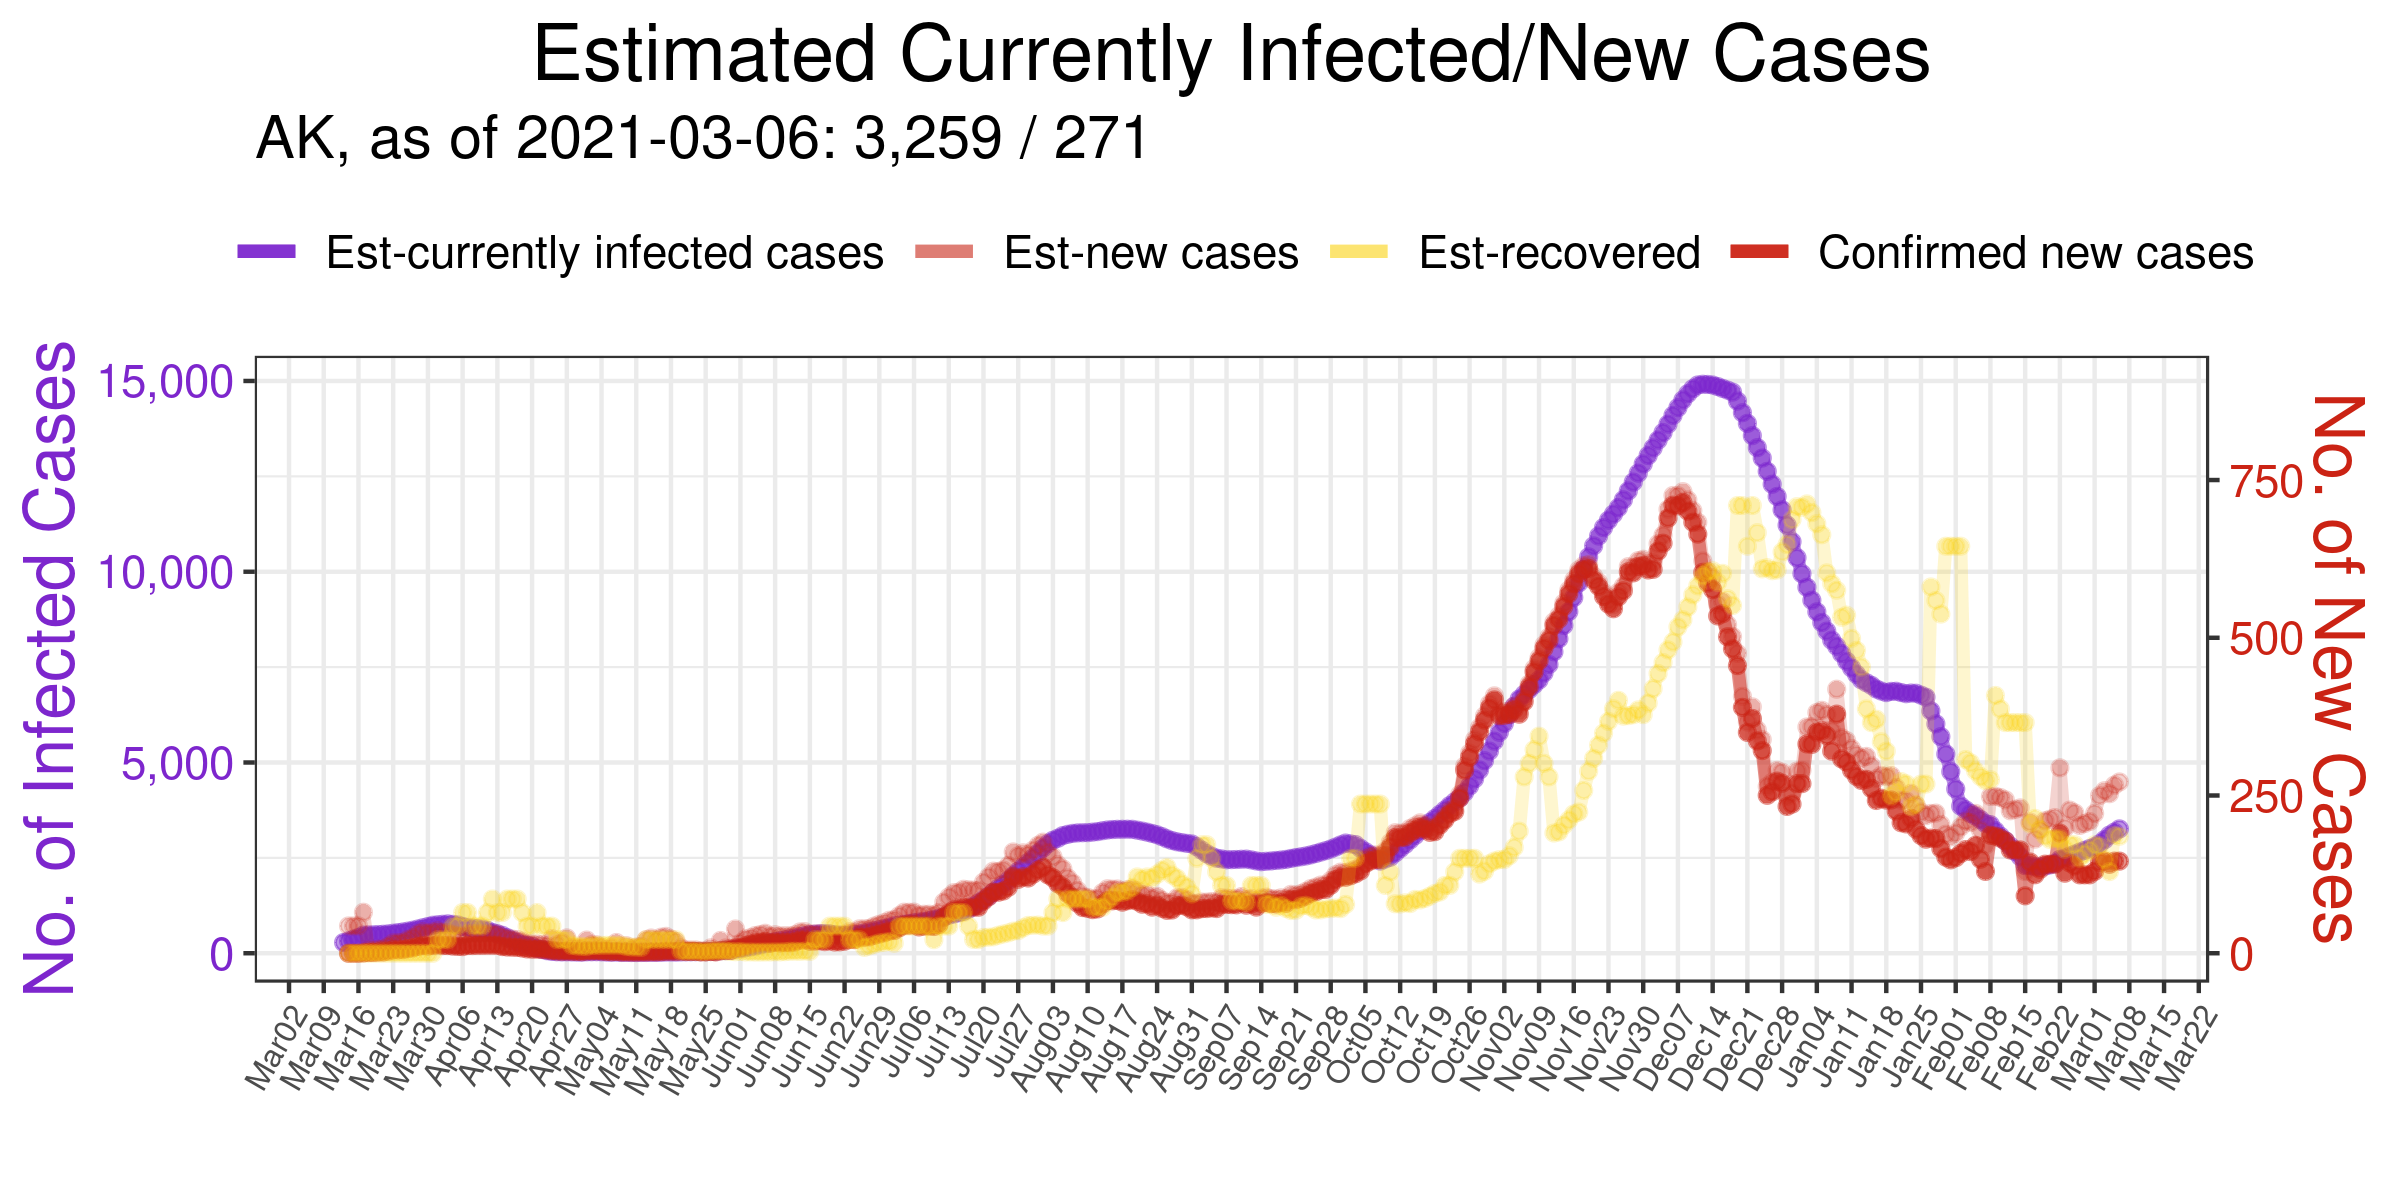 Estimated Currently Infected/New Cases
AK, as of 2021-03-06: 3,259 / 271
Est-currently infected cases Est-new cases Est-recovered Confirmed new cases
No. of Infected Cases
15,000
10,000
5,000
0
750
500
250
0
No. of New Cases
Mar02 Mar09 Mar16 Mar23 Mar30 Apr06 Apr13 Apr20 Apr27 May04 May11 May18 May25 Jun01 Jun08 Jun15 Jun22 Jun29 Jul06 Jul13 Jul20 Jul27 Aug03 Aug10 Aug17 Aug24 Aug31 Sep07 Sep14 Sep21 Sep28 Oct05 Oct12 Oct19 Oct26 Nov02 Nov09 Nov16 Nov23 Nov30 Dec07 Dec14 Dec21 Dec28 Jan04 Jan11 Jan18 Jan25 Feb01 Feb08 Feb15 Feb22 Mar01 Mar08 Mar15 Mar22